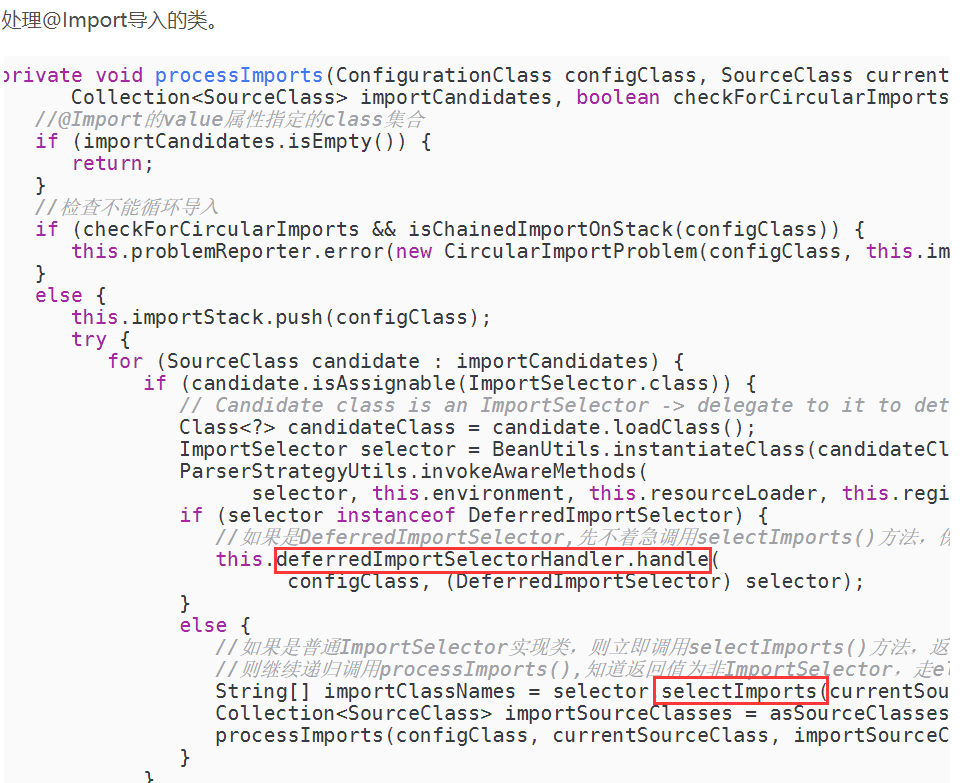 处理@Import导入的类。
private void processImports(ConfigurationClass configClass, SourceClass current
Collection<SourceClass> importCandidates, boolean checkForCircularImports
//@Import的value属性指定的class集合
if (importCandidates.isEmpty()) {
return;
}
//检查不能循环导入
if (checkForCircularImports && isChainedImportOnStack(configClass)) {
this.problemReporter.error(new CircularImportProblem(configClass, this.im
}
else {
this.importStack.push(configClass);
try {
for (SourceClass candidate : importCandidates) {
if (candidate.isAssignable(ImportSelector.class)) {
// Candidate class is an ImportSelector -> delegate to it to det
Class<?> candidateClass = candidate.loadClass();
ImportSelector selector = BeanUtils.instantiateClass(candidateCl
ParserStrategyUtils.invokeAwareMethods(
selector, this.environment, this.resourceLoader, this.regi
if (selector instanceof DeferredImportSelector) {
//如果是DeferredImportSelector,先不着急调用selectImports()方法，保
this.deferredImportSelectorHandler.handle(
configClass, (DeferredImportSelector) selector);
}
else {
//如果是普通ImportSelector实现类，则立即调用selectImports()方法，返
//则继续递归调用processImports(),知道返回值为非ImportSelector，走el
String[] importClassNames = selector.selectImports(currentSou
Collection<SourceClass> importSourceClasses = asSourceClasses
processImports(configClass, currentSourceClass, importSourceC
}
}